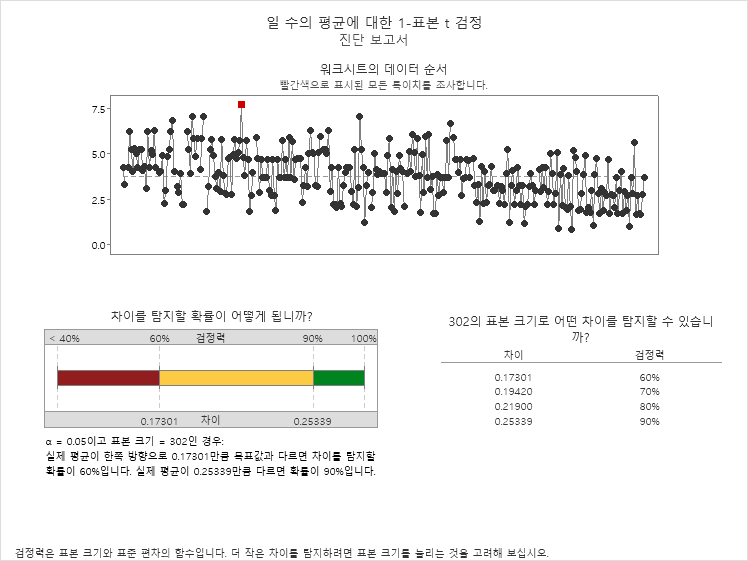 일 수의 평균에 대한 1-표본 t 검정
진단 보고서
워크시트의 데이터 순서
빨간색으로 표시된 모든 특이치를 조사합니다.
7.5
5.0
2.5
0.0
차이를 탐지할 확률이 어떻게 됩니까?
< 40% 60% 검정력 90% 100%
0.17301 차이 0.25339
α = 0.05이고 표본 크기 = 302인 경우:
실제 평균이 한쪽 방향으로 0.17301만큼 목표값과 다르면 차이를 탐지할
확률이 60%입니다. 실제 평균이 0.25339만큼 다르면 확률이 90%입니다.
302의 표본 크기로 어떤 차이를 탐지할 수 있습니
까?
차이 검정력
0.17301 60%
0.19420 70%
0.21900 80%
0.25339 90%
검정력은 표본 크기와 표준 편차의 함수입니다. 더 작은 차이를 탐지하려면 표본 크기를 늘리는 것을 고려해 보십시오.